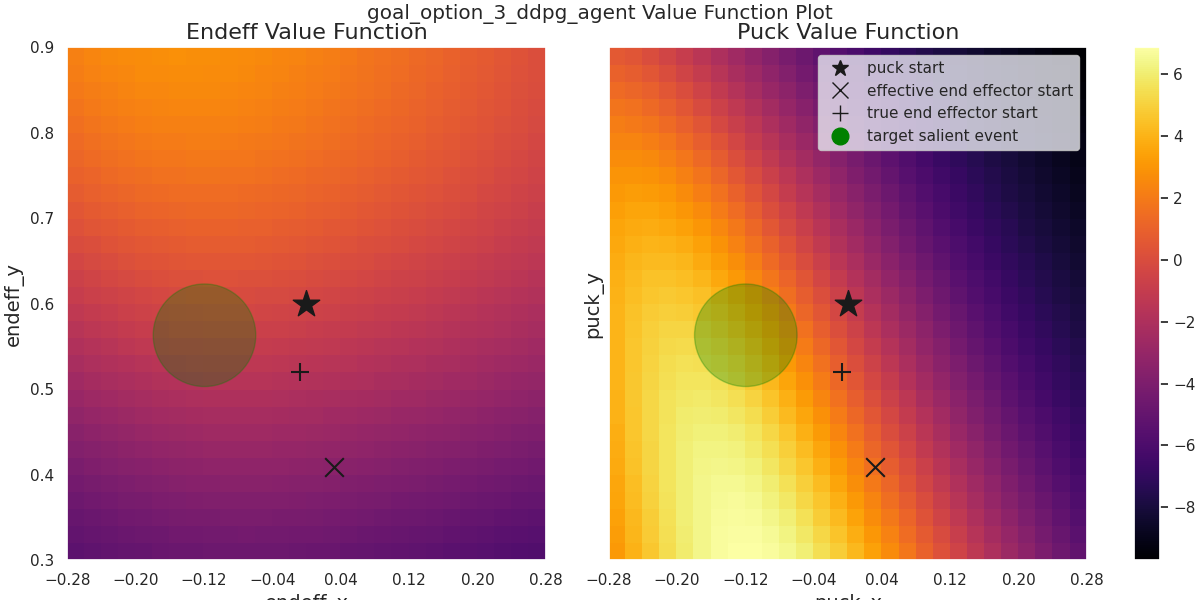 goal_option_3_ddpg_agent Value Function Plot
Endeff Value Function
Puck Value Function
puck start
effective end effector start
true end effector start
target salient event
endeff_y
0.9
0.8
0.7
0.6
0.5
0.4
0.3
−0.28 −0.20 −0.12 −0.04 0.04 0.12 0.20 0.28
endeff_x
puck_y
−0.28 −0.20 −0.12 −0.04 0.04 0.12 0.20 0.28
puck_x
6
4
2
0
−2
−4
−6
−8